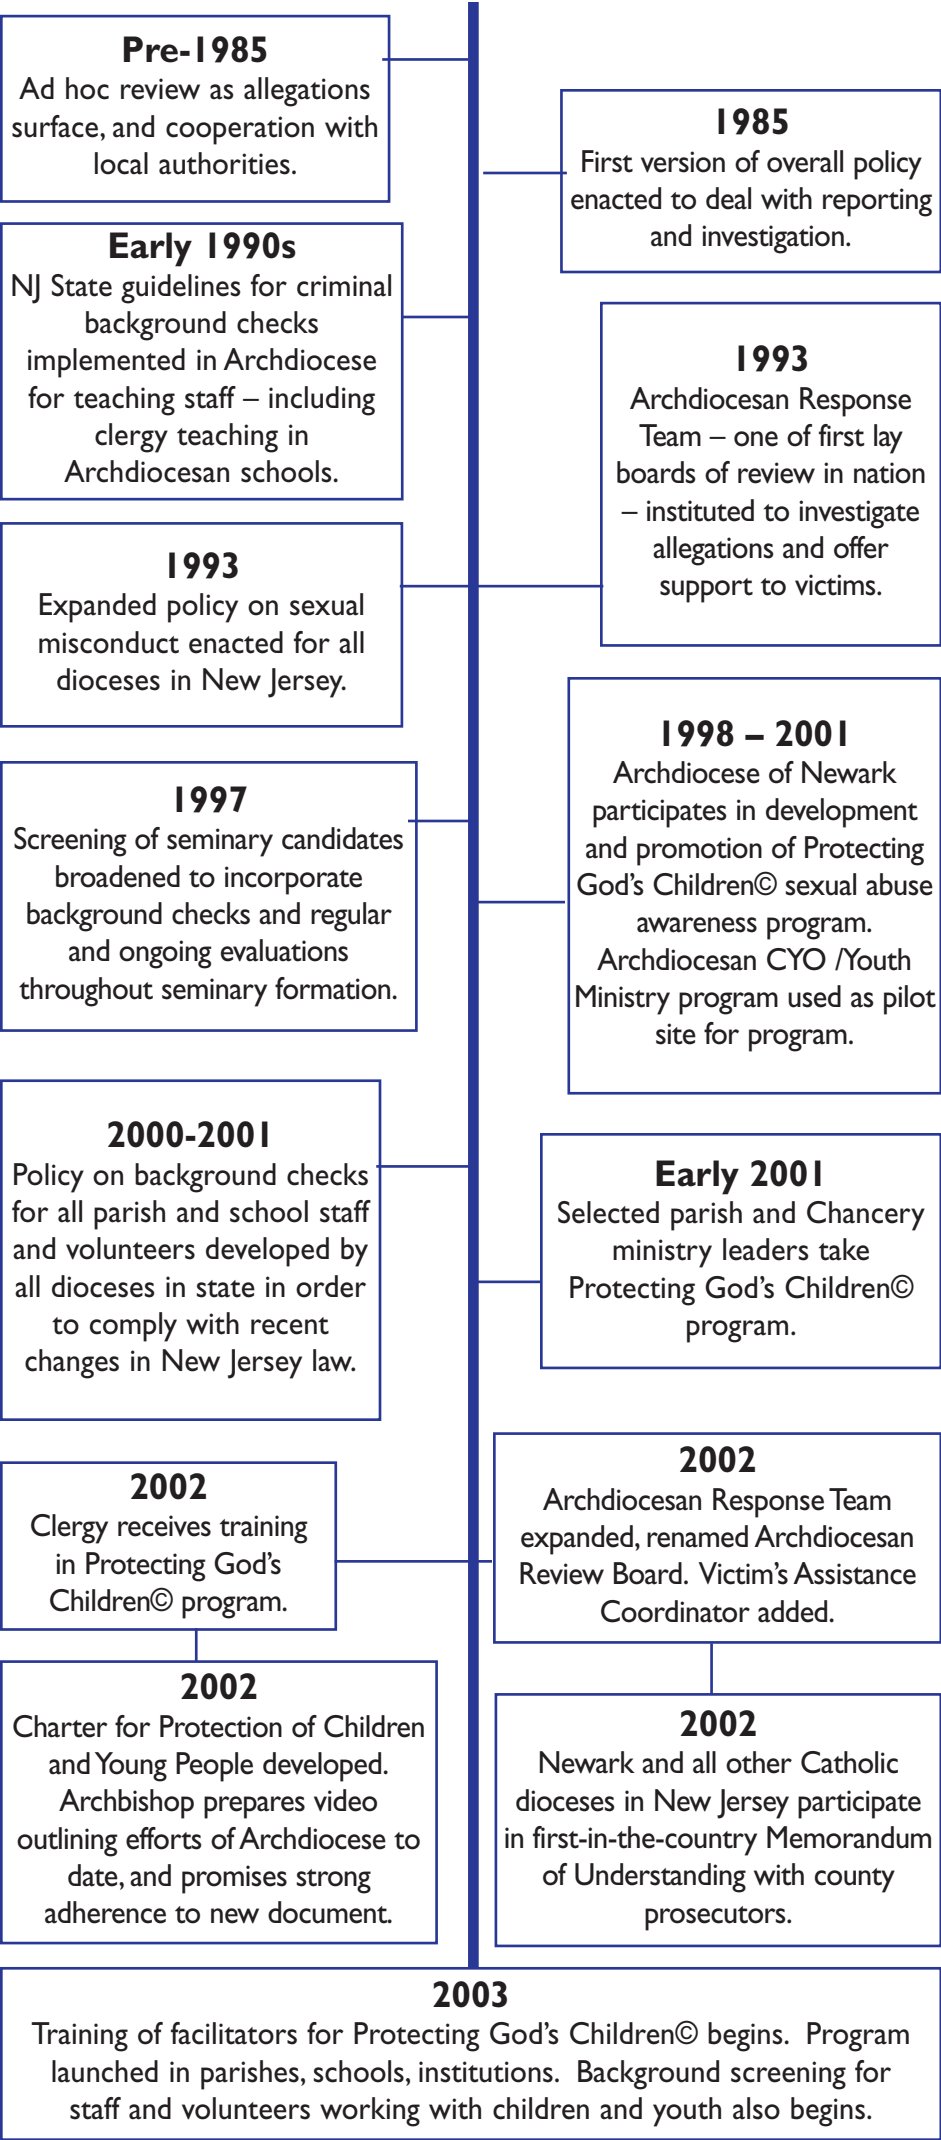 Pre-1985
Ad hoc review as allegations
surface, and cooperation with
local authorities.
1985
First version of overall policy
enacted to deal with reporting
and investigation.
Early 1990s
NJ State guidelines for criminal
background checks
implemented in Archdiocese
for teaching staff – including
clergy teaching in
Archdiocesan schools.
1993
Archdiocesan Response
Team – one of first lay
boards of review in nation
– instituted to investigate
allegations and offer
support to victims.
1993
Expanded policy on sexual
misconduct enacted for all
dioceses in New Jersey.
1998 – 2001
Archdiocese of Newark
participates in development
and promotion of Protecting
God’s Children© sexual abuse
awareness program.
Archdiocesan CYO /Youth
Ministry program used as pilot
site for program.
1997
Screening of seminary candidates
broadened to incorporate
background checks and regular
and ongoing evaluations
throughout seminary formation.
2000-2001
Policy on background checks
for all parish and school staff
and volunteers developed by
all dioceses in state in order
to comply with recent
changes in New Jersey law.
Early 2001
Selected parish and Chancery
ministry leaders take
Protecting God’s Children©
program.
2002
Clergy receives training
in Protecting God’s
Children© program.
2002
Archdiocesan Response Team
expanded, renamed Archdiocesan
Review Board. Victim’s Assistance
Coordinator added.
2002
Charter for Protection of Children
and Young People developed.
Archbishop prepares video
outlining efforts of Archdiocese to
date, and promises strong
adherence to new document.
2002
Newark and all other Catholic
dioceses in New Jersey participate
in first-in-the-country Memorandum
of Understanding with county
prosecutors.
2003
Training of facilitators for Protecting God’s Children© begins. Program
launched in parishes, schools, institutions. Background screening for
staff and volunteers working with children and youth also begins.